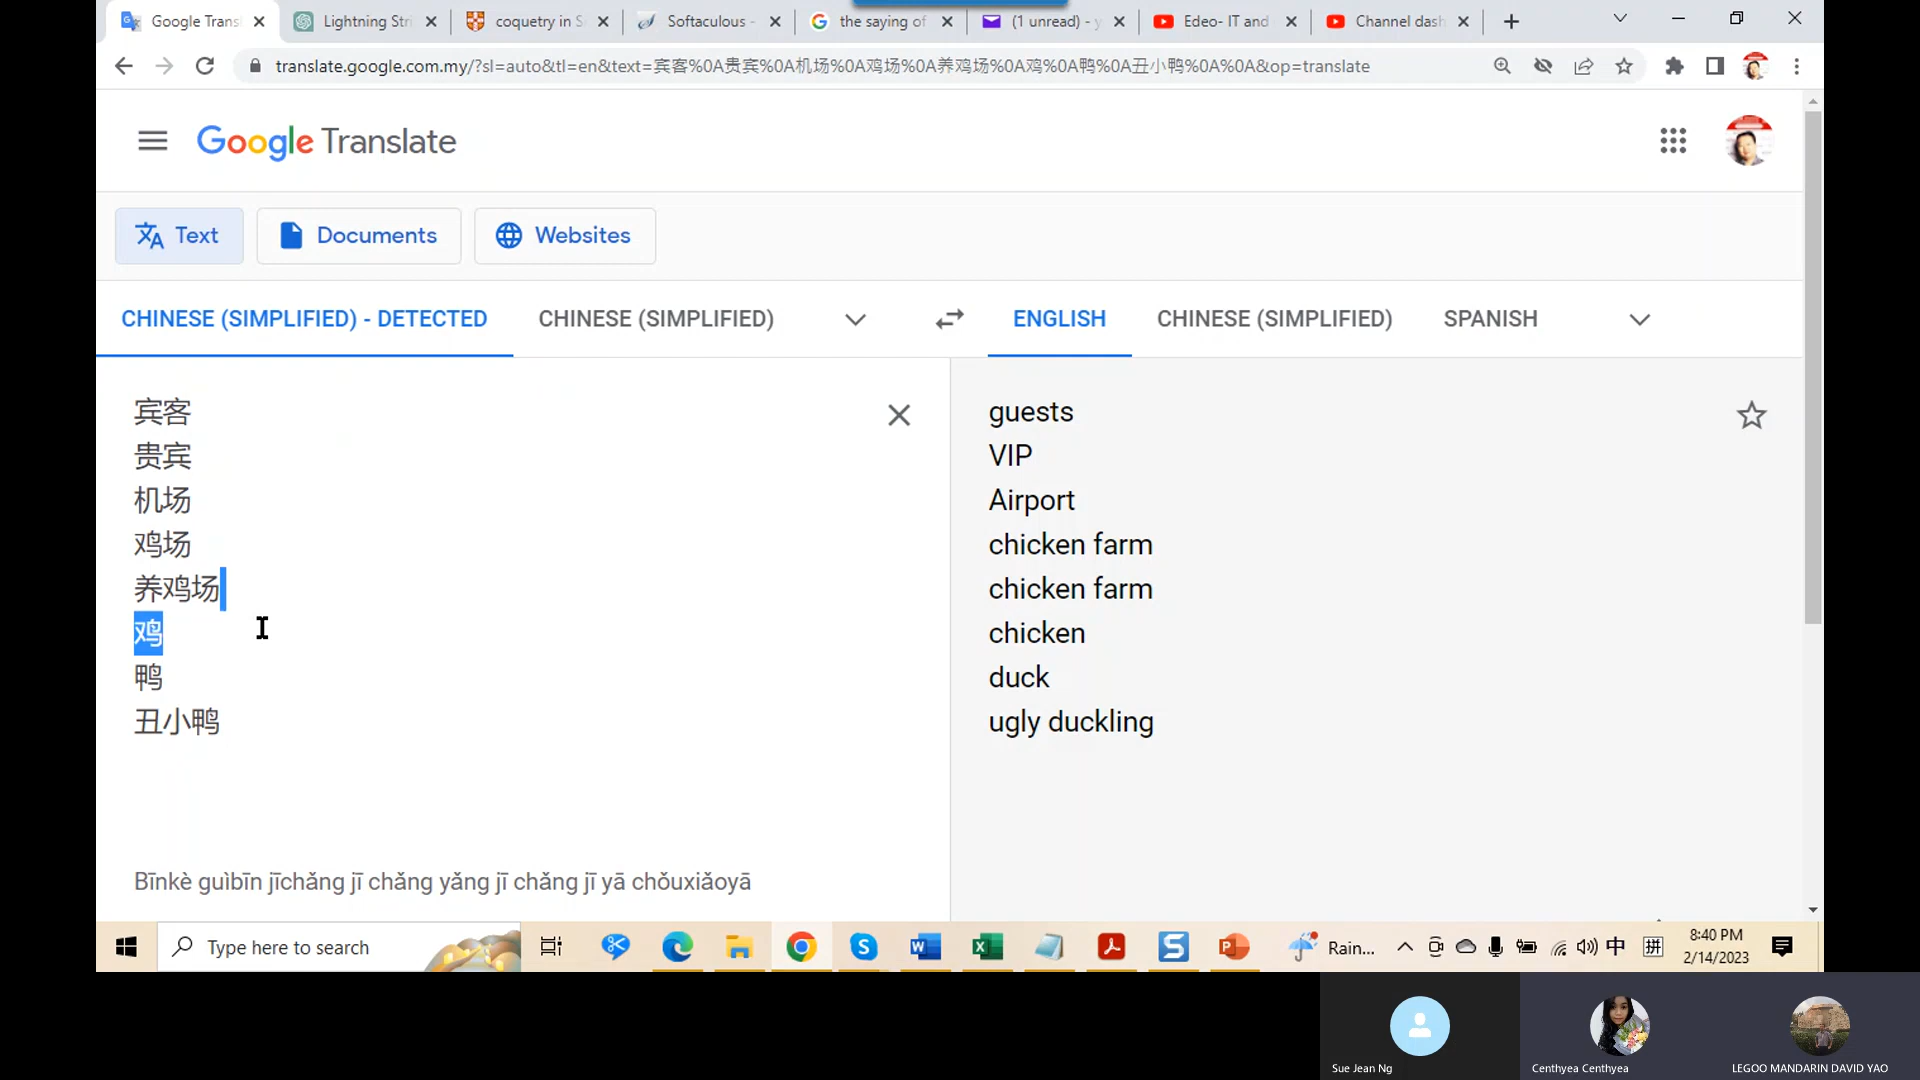 Google Trans
Lightning Stri
coquetry in S
Softaculous -
the saying of
(1 unread) - y
Edeo- IT and
Channel dash
translate.google.com.my/?sl=auto&tl=en&text=宾客%0A贵宾%0A机场%0A鸡场%0A养鸡场%0A鸡%0A鸭%0A丑小鸭%0A%0A&op=translate
Google Translate
Text
Documents
Websites
CHINESE (SIMPLIFIED) - DETECTED
CHINESE (SIMPLIFIED)
ENGLISH
CHINESE (SIMPLIFIED)
SPANISH
宾客
贵宾
机场
鸡场
养鸡场
鸡
鸭
丑小鸭
Bīnkè guìbīn jīchǎng jī chǎng yǎng jī chǎng jī yā chǒuxiǎoyā
guests
VIP
Airport
chicken farm
chicken farm
chicken
duck
ugly duckling
Type here to search
Rain...
中
拼
8:40 PM
2/14/2023
Sue Jean Ng
Centhyea Centhyea
LEGOO MANDARIN DAVID YAO